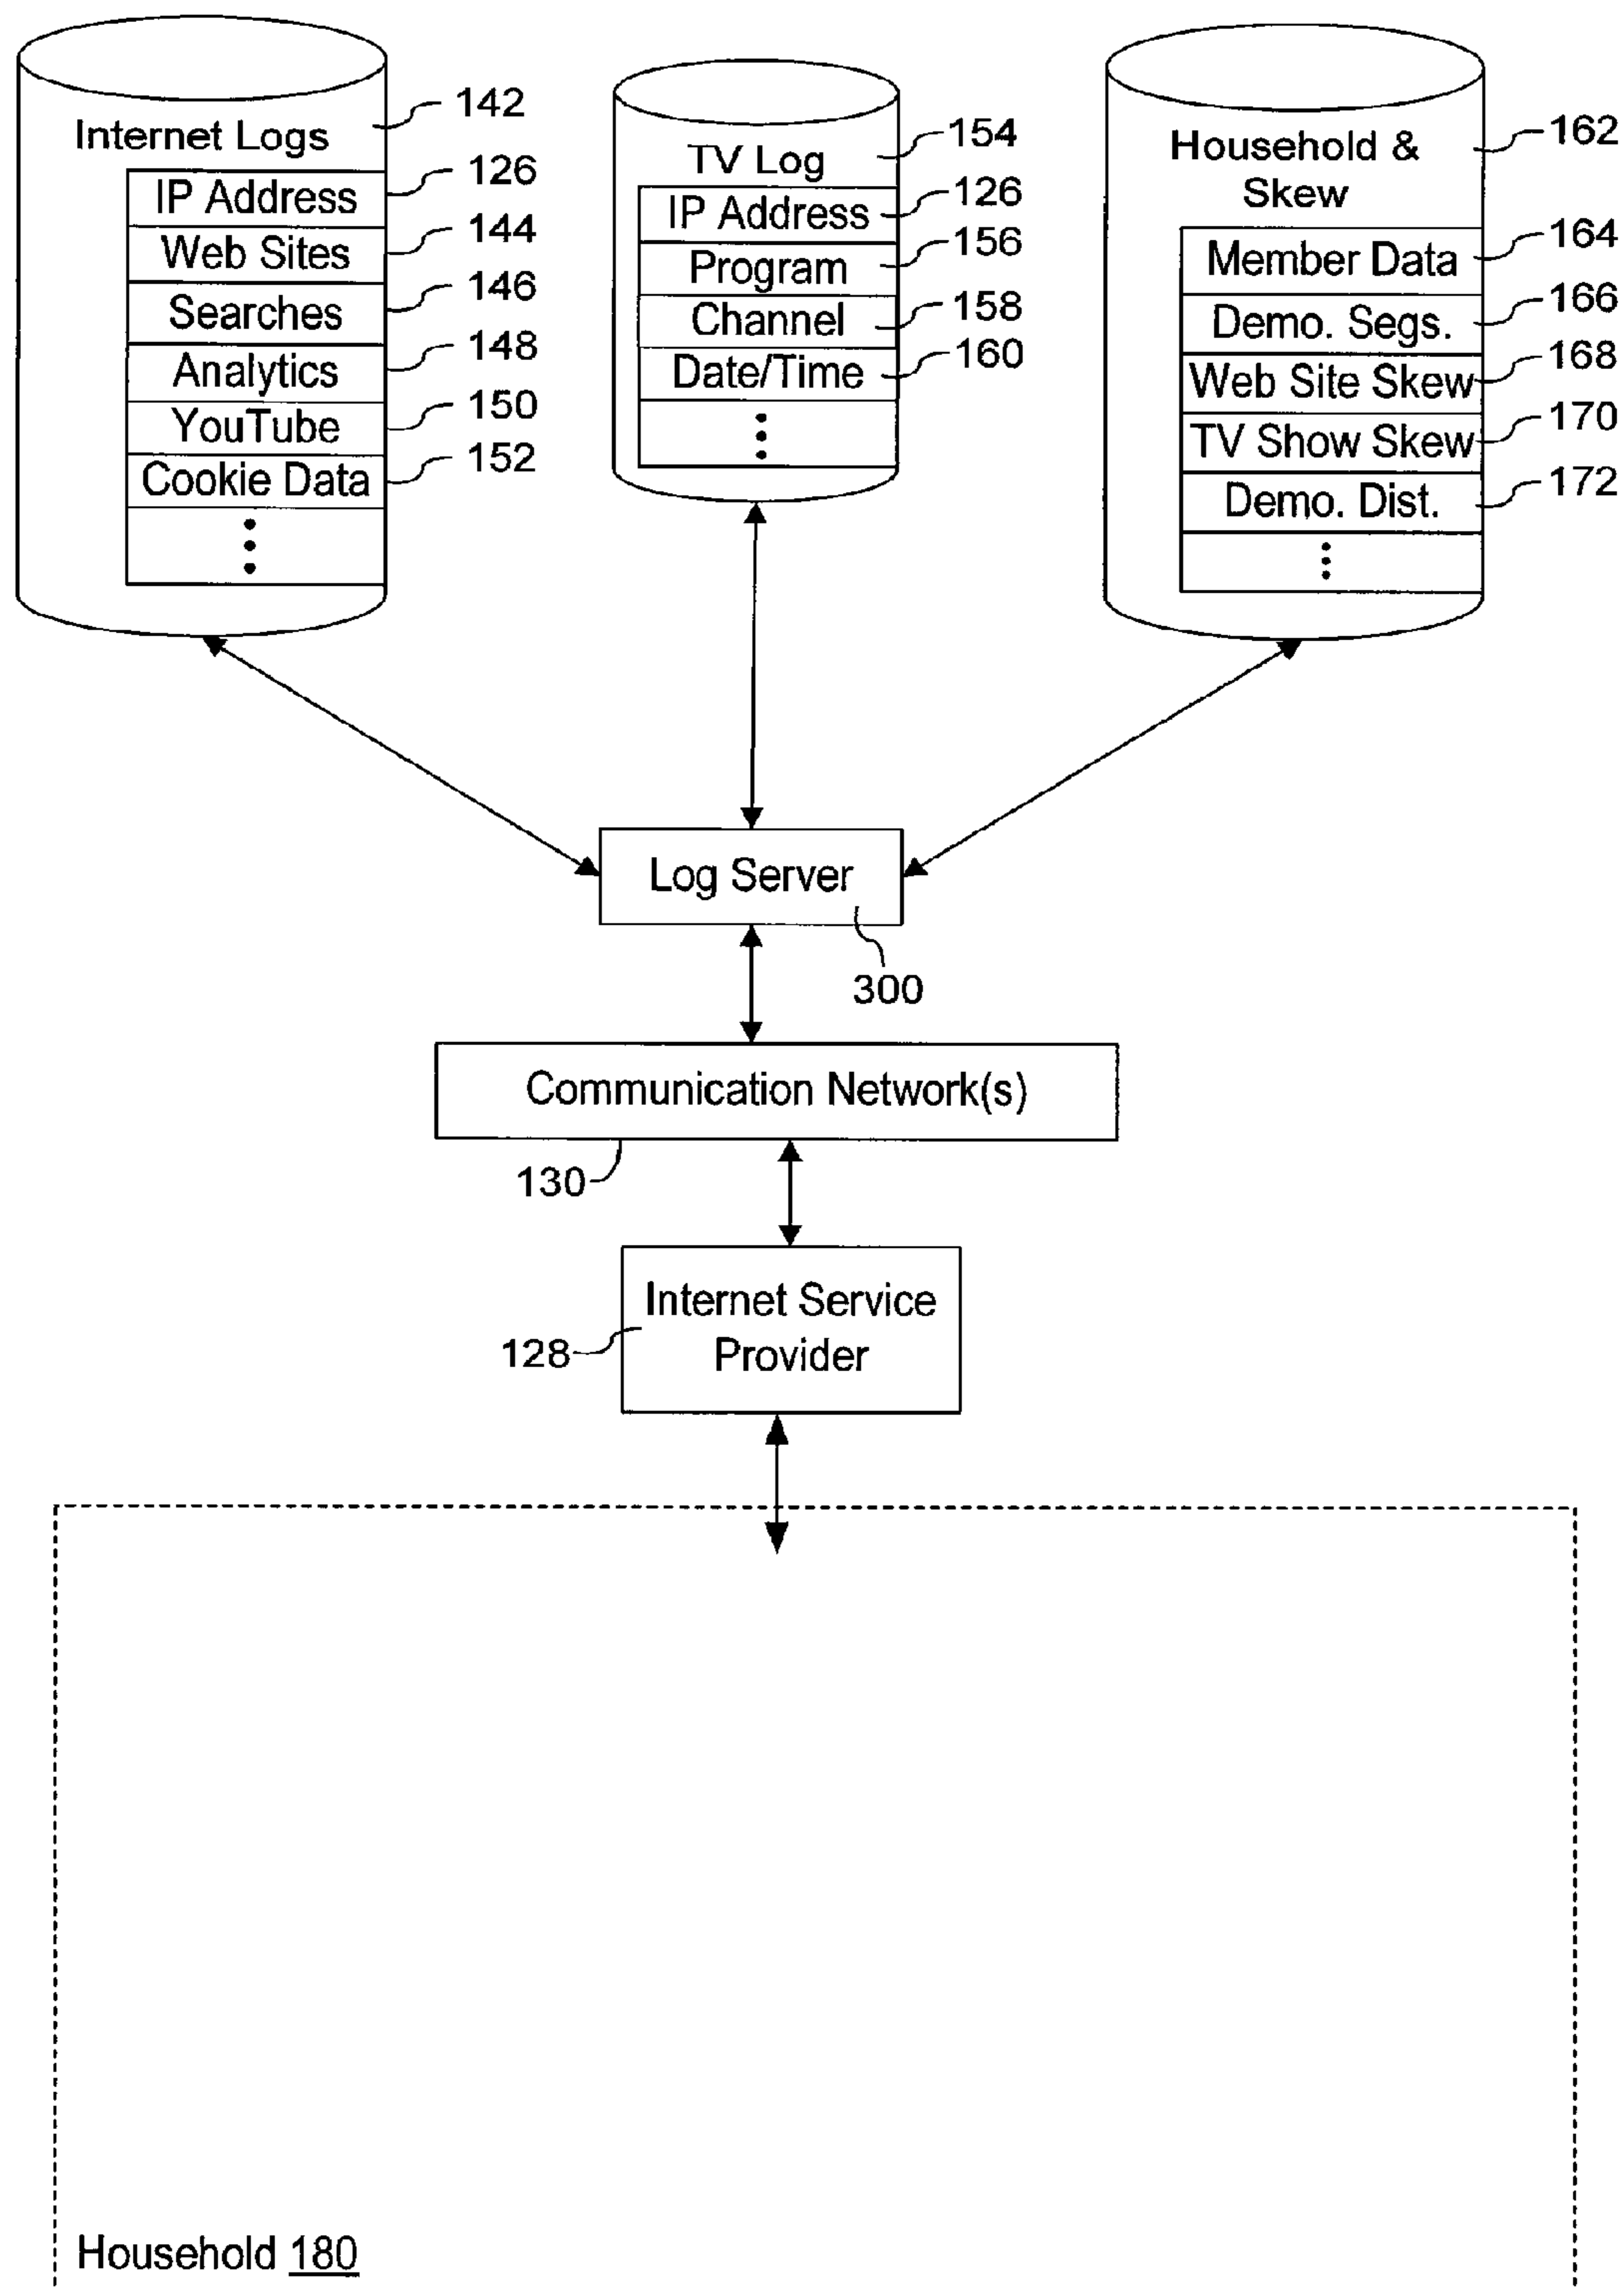 Internet Logs
142
IP Address
126
Web Sites
144
Searches
146
Analytics
148
YouTube
150
Cookie Data
152
TV Log
154
IP Address
126
Program
156
Channel
158
Date/Time
160
Household &
Skew
162
Member Data
164
Demo. Segs.
166
Web Site Skew
168
TV Show Skew
170
Demo. Dist.
172
Log Server
300
Communication Network(s)
130
Internet Service
Provider
128
Household 180